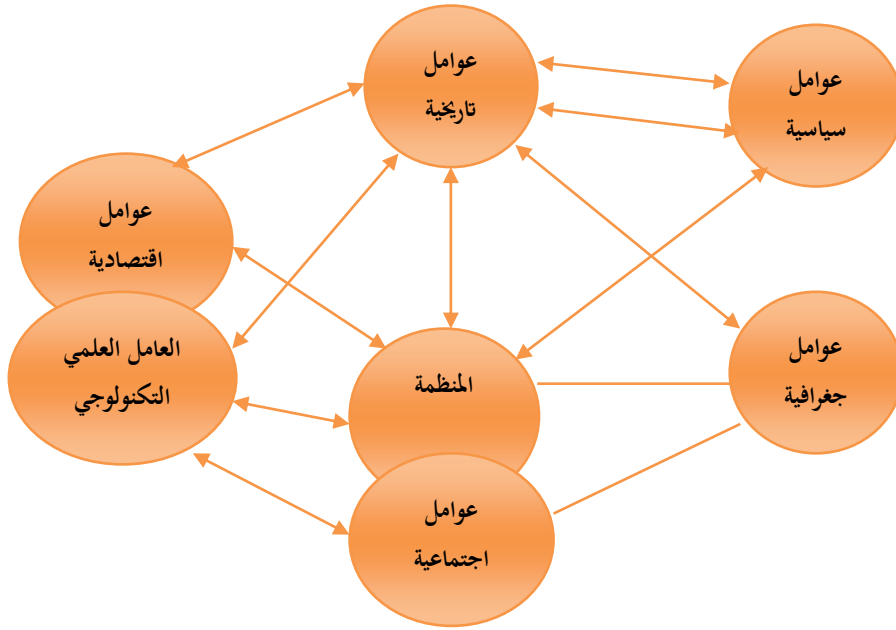 عوامل
تاريخية
عوامل
سياسية
عوامل
اقتصادية
العامل العلمي
التكنولوجي
المنظمة
عوامل
جغرافية
عوامل
اجتماعية